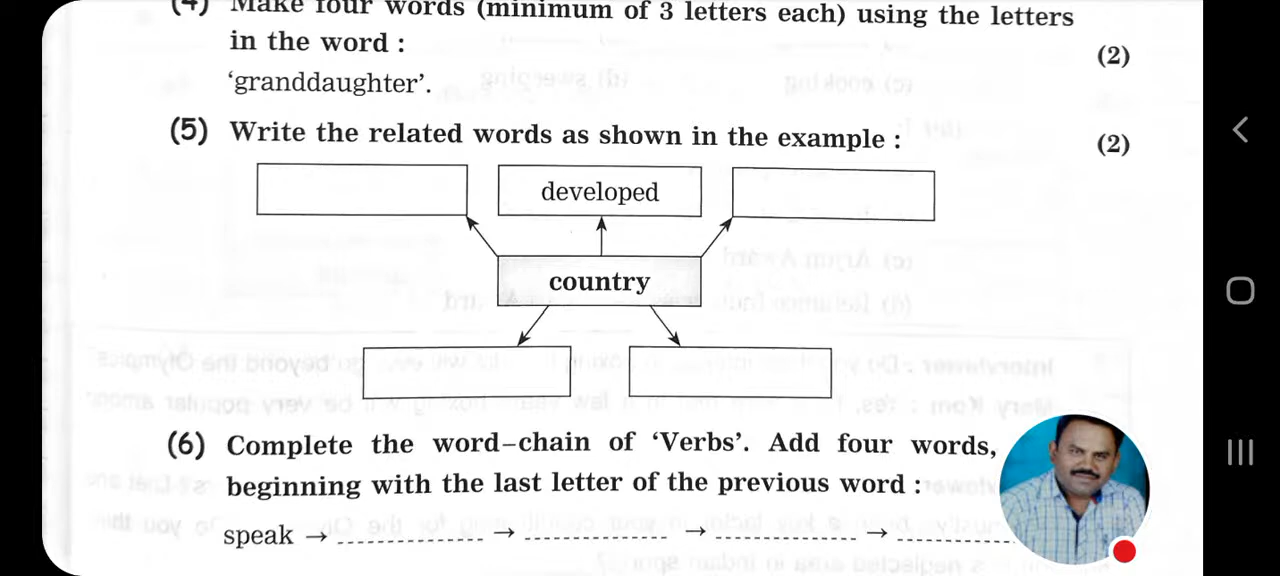 (4) Make four words (minimum of 3 letters each) using the letters
in the word :
(2)
‘granddaughter’.
(5) Write the related words as shown in the example :
(2)
developed
country
(6) Complete the word-chain of ‘Verbs’. Add four words,
beginning with the last letter of the previous word :
speak → .................... → .................... → .................... → ....................